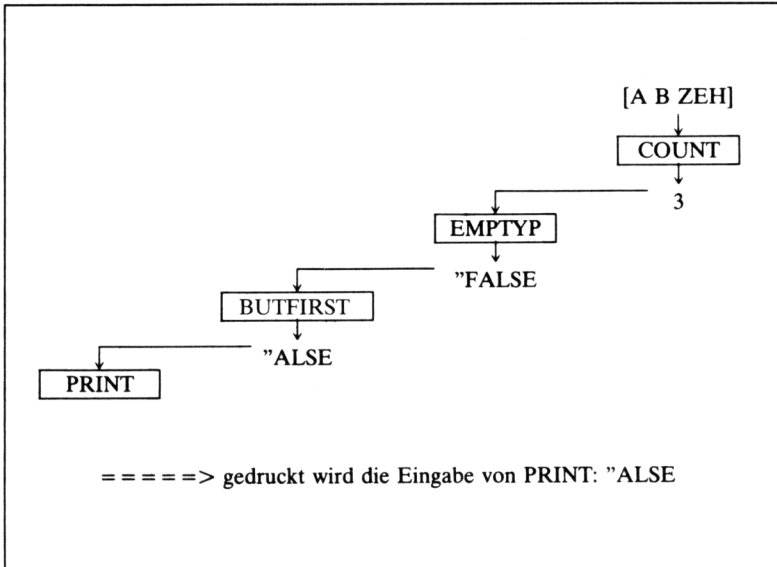 [A B ZEH]
COUNT
3
EMPTYP
”FALSE
BUTFIRST
”ALSE
PRINT
= = = = => gedruckt wird die Eingabe von PRINT: ”ALSE